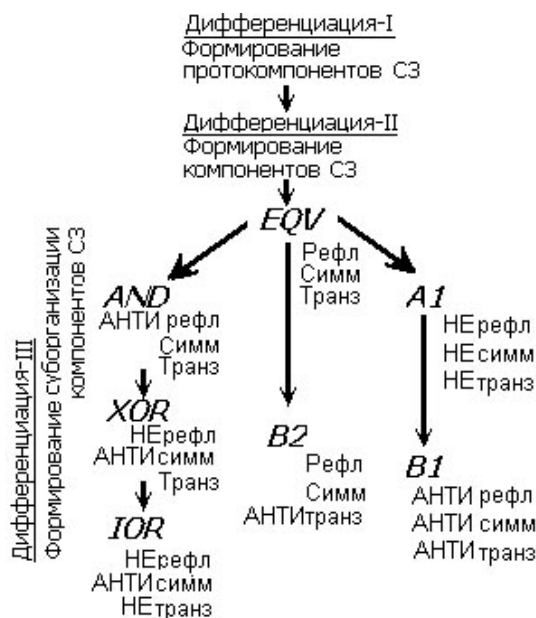 Дифференциация-I
Формирование
протокомпонентов СЗ
Дифференциация-II
Формирование
компонентов СЗ
EQV
Рефл
Симм
Транз
AND
АНТИ рефл
Симм
Транз
XOR
НЕрефл
АНТИсимм
Транз
IOR
НЕрефл
АНТИсимм
НЕтранз
B2
Рефл
Симм
АНТИтранз
A1
НЕрефл
НЕсимм
НЕтранз
B1
АНТИ рефл
АНТИ симм
АНТИтранз
Дифференциация-III
Формирование суборганизации
компонентов СЗ